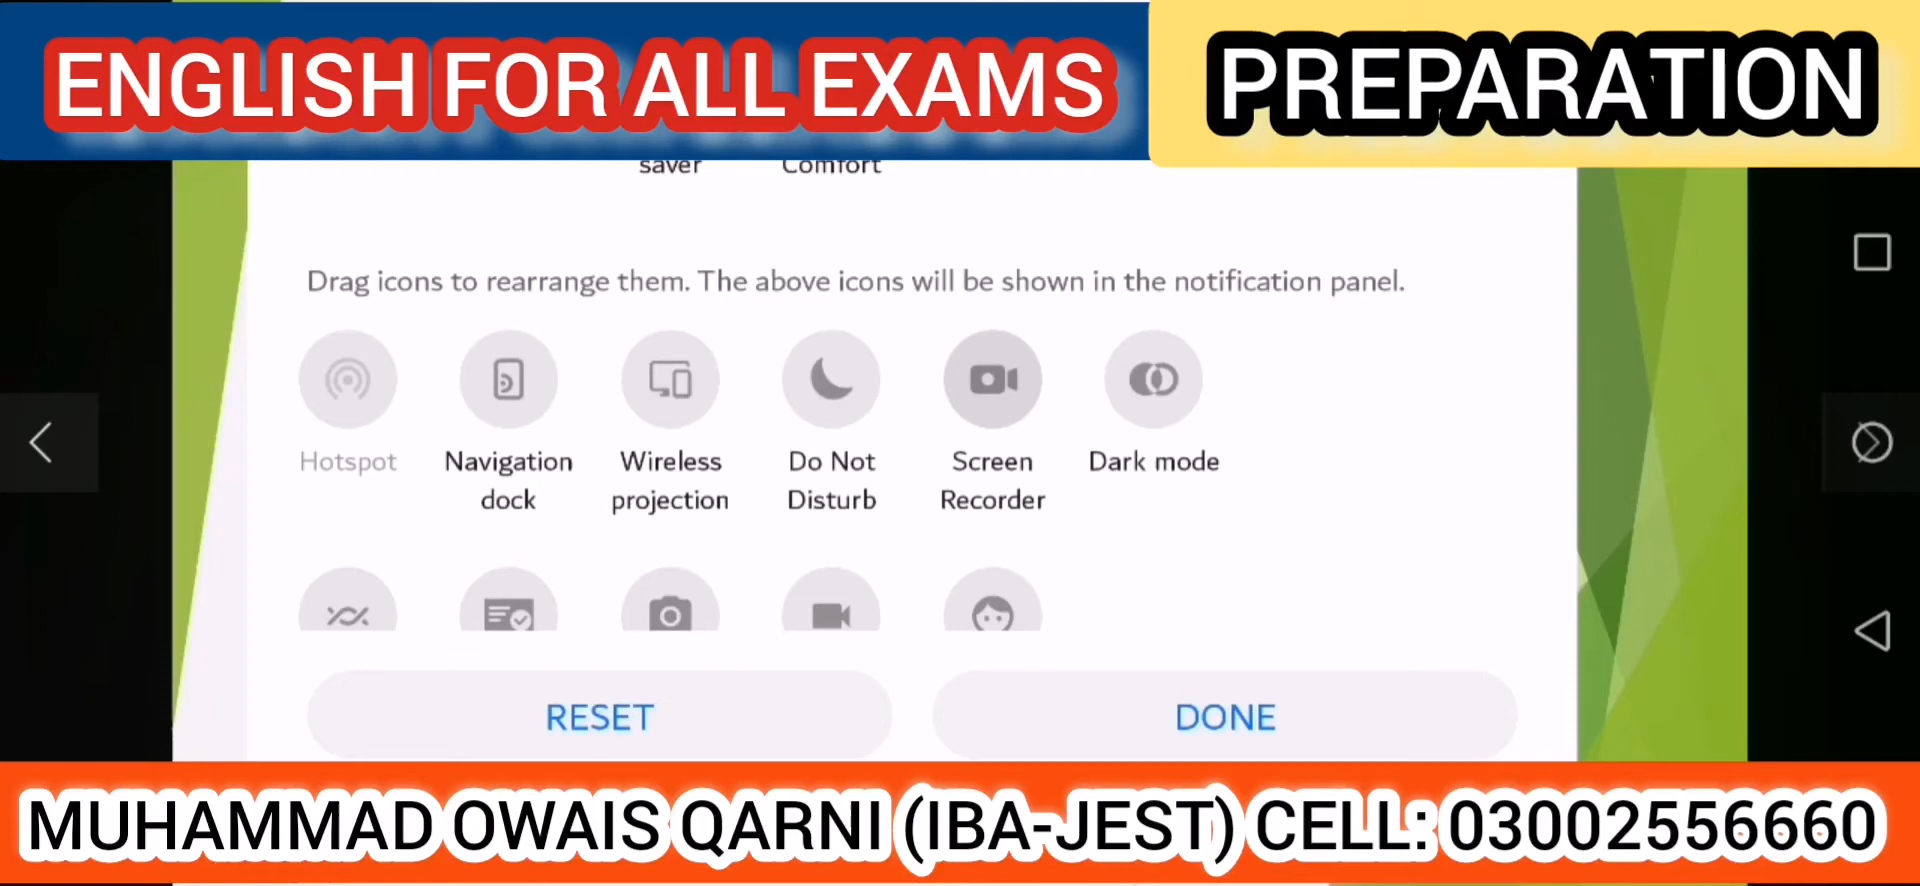 ENGLISH FOR ALL EXAMS PREPARATION
saver Comfort
Drag icons to rearrange them. The above icons will be shown in the notification panel.
Hotspot Navigation dock Wireless projection Do Not Disturb Screen Recorder Dark mode
RESET DONE
MUHAMMAD OWAIS QARNI (IBA-JEST) CELL: 03002556660